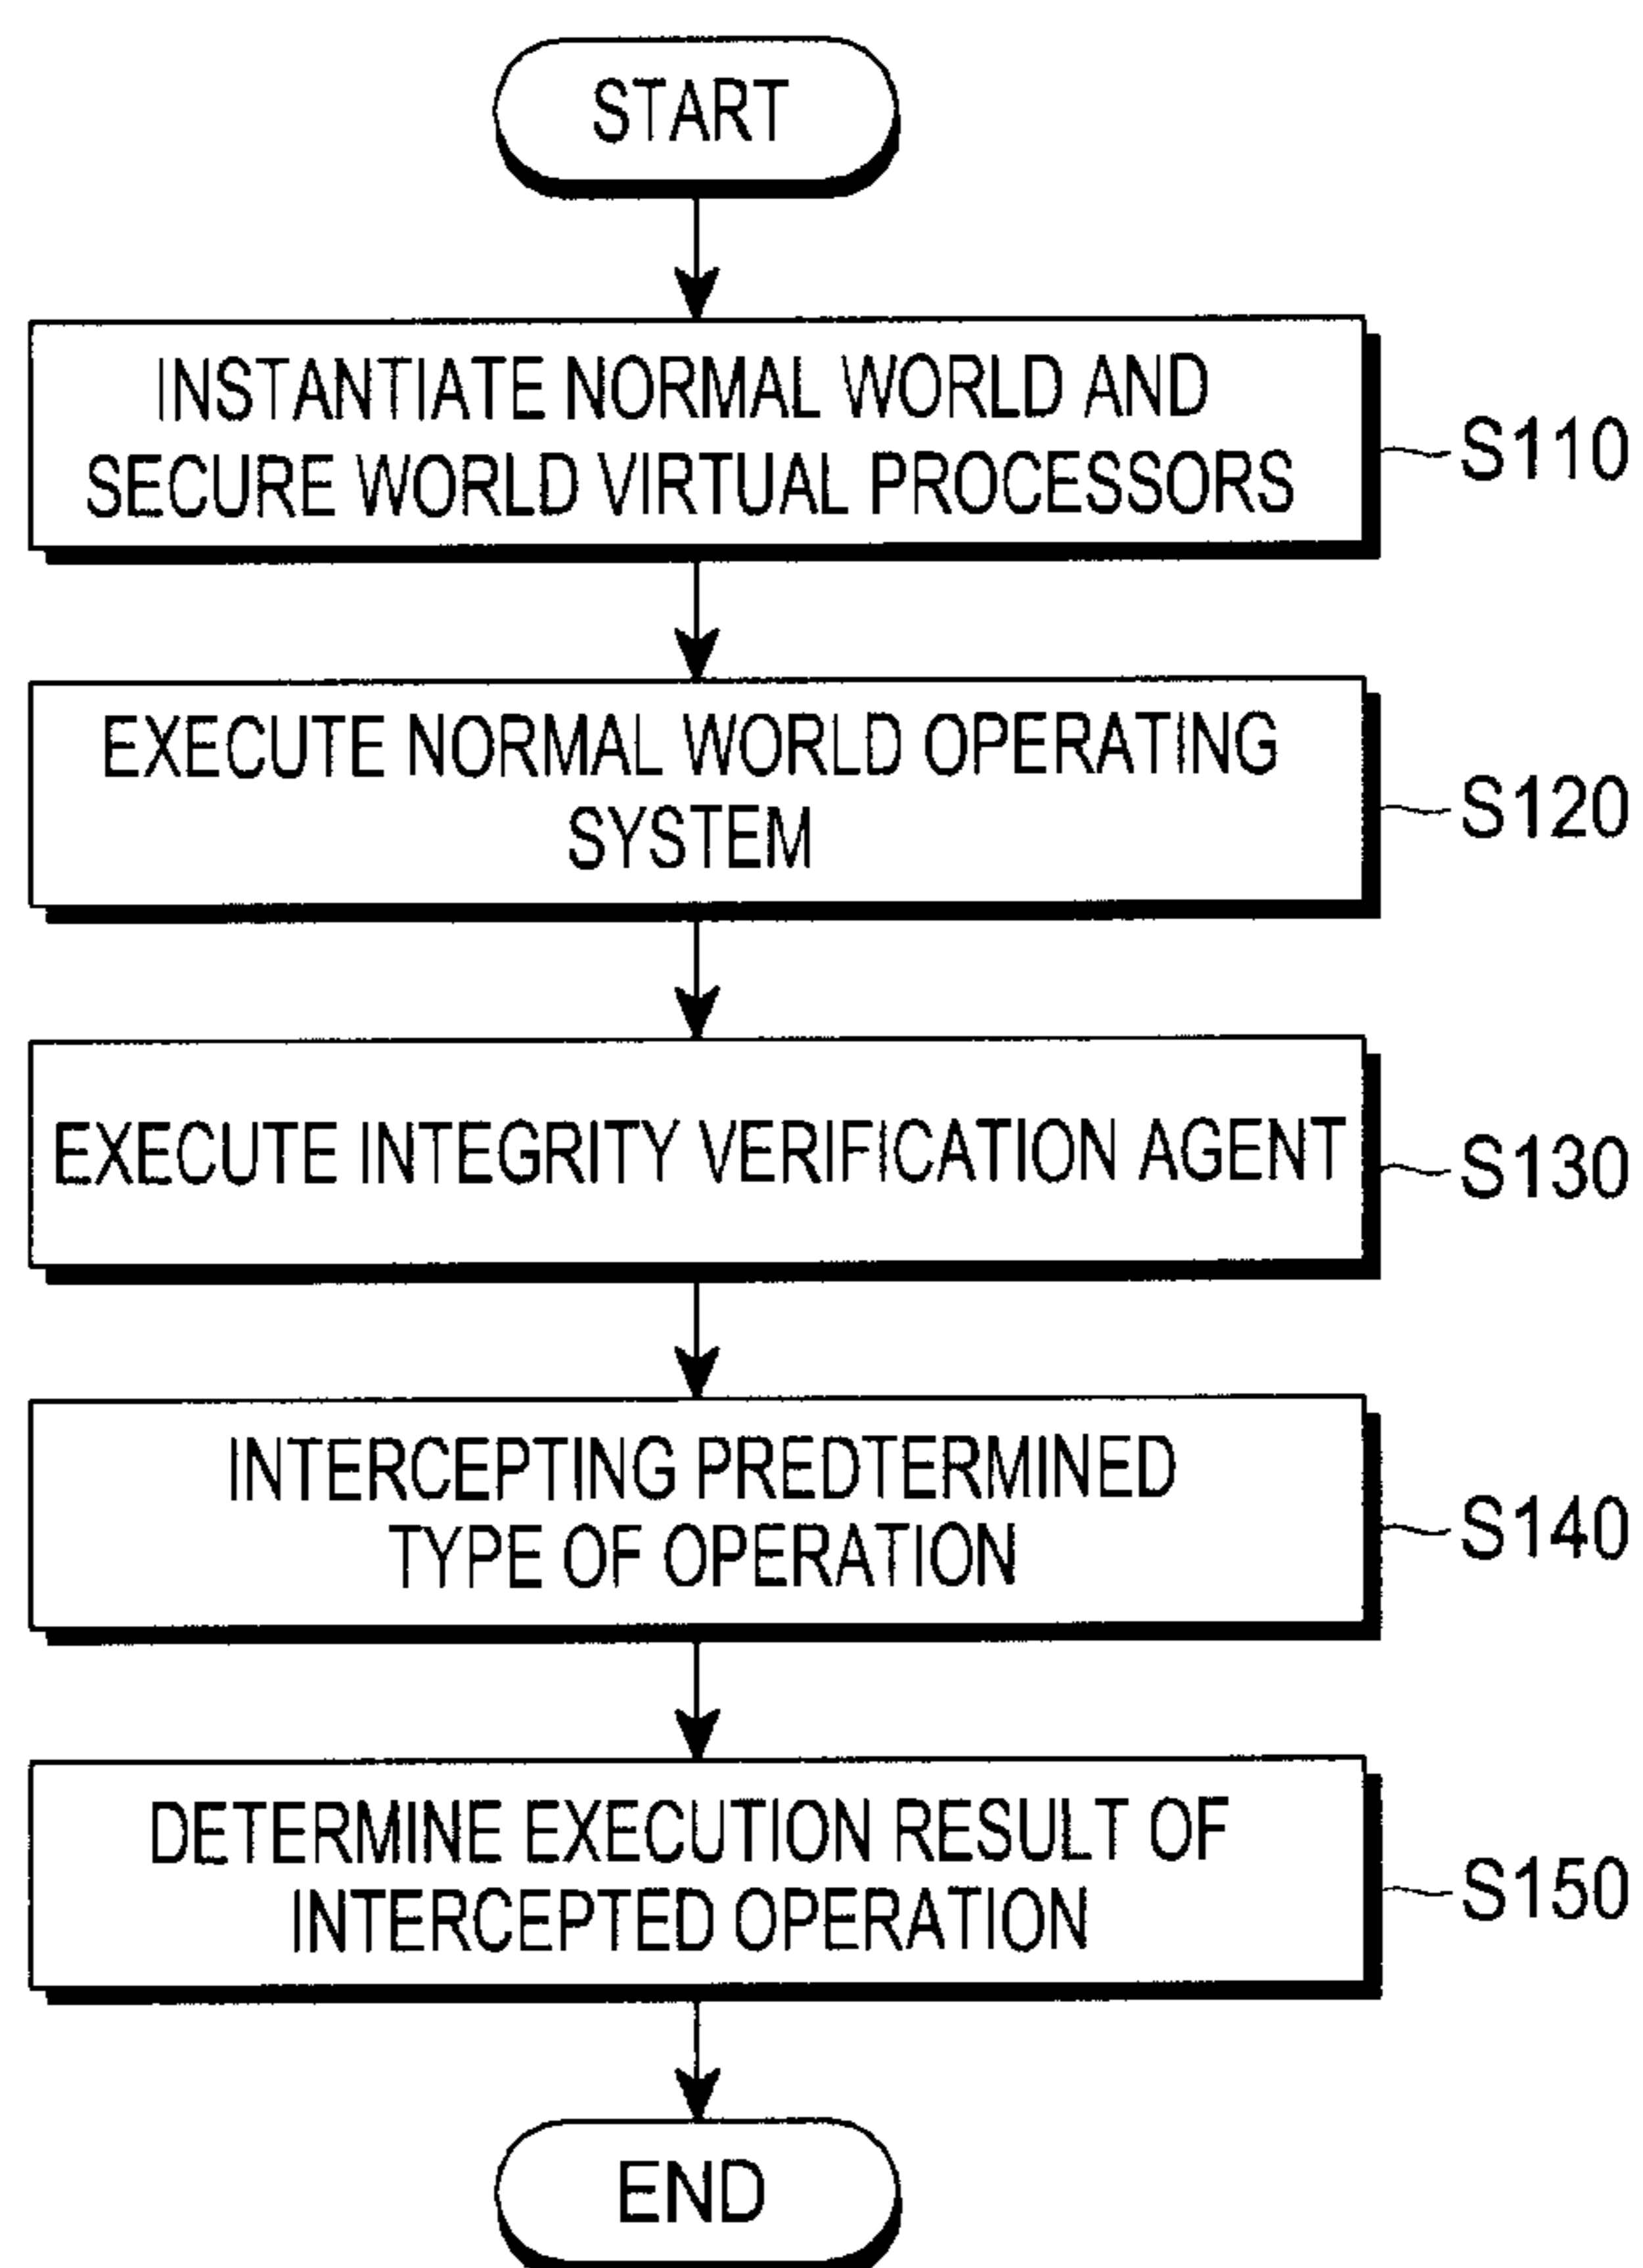 START
INSTANTIATE NORMAL WORLD AND
SECURE WORLD VIRTUAL PROCESSORS
S110
EXECUTE NORMAL WORLD OPERATING
SYSTEM
S120
EXECUTE INTEGRITY VERIFICATION AGENT
S130
INTERCEPTING PREDTERMINED
TYPE OF OPERATION
S140
DETERMINE EXECUTION RESULT OF
INTERCEPTED OPERATION
S150
END